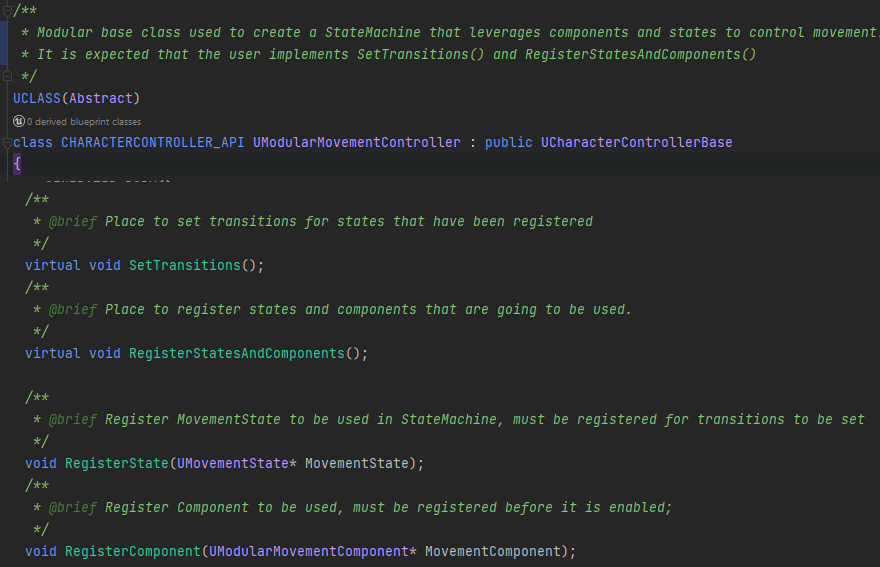 /**
 * Modular base class used to create a StateMachine that leverages components and states to control movement.
 * It is expected that the user implements SetTransitions() and RegisterStatesAndComponents()
 */
UCLASS(Abstract)
0 derived blueprint classes
class CHARACTERCONTROLLER_API UModularMovementController : public UCharacterControllerBase
{
/**
 * @brief Place to set transitions for states that have been registered
 */
virtual void SetTransitions();
/**
 * @brief Place to register states and components that are going to be used.
 */
virtual void RegisterStatesAndComponents();
/**
 * @brief Register MovementState to be used in StateMachine, must be registered for transitions to be set
 */
void RegisterState(UMovementState* MovementState);
/**
 * @brief Register Component to be used, must be registered before it is enabled;
 */
void RegisterComponent(UModularMovementComponent* MovementComponent);